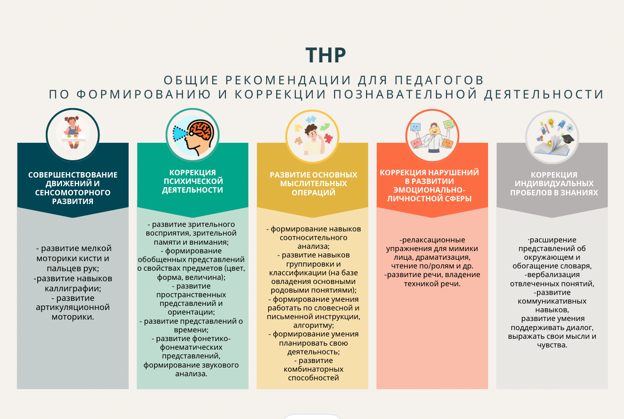 ТНР
ОБЩИЕ РЕКОМЕНДАЦИИ ДЛЯ ПЕДАГОГОВ
ПО ФОРМИРОВАНИЮ И КОРРЕКЦИИ ПОЗНАВАТЕЛЬНОЙ ДЕЯТЕЛЬНОСТИ
СОВЕРШЕНСТВОВАНИЕ
ДВИЖЕНИЙ И
СЕНСОМОТОРНОГО
РАЗВИТИЯ
- развитие мелкой
моторики кисти и
пальцев рук;
-развитие навыков
каллиграфии;
- развитие
артикуляционной
моторики.
КОРРЕКЦИЯ
ПСИХИЧЕСКОЙ
ДЕЯТЕЛЬНОСТИ
- развитие зрительного
восприятия, зрительной
памяти и внимания;
- формирование
обобщенных представлений
о свойствах предметов (цвет,
форма, величина);
- развитие
пространственных
представлений и
ориентации;
- развитие представлений о
времени;
- развитие фонетико-
фонематических
представлений,
формирование звукового
анализа.
РАЗВИТИЕ ОСНОВНЫХ
МЫСЛИТЕЛЬНЫХ
ОПЕРАЦИЙ
- формирование навыков
соотносительного
анализа;
- развитие навыков
группировки и
классификации (на базе
овладения основными
родовыми понятиями);
- формирование умения
работать по словесной и
письменной инструкции,
алгоритму;
- формирование умения
планировать свою
деятельность;
- развитие
комбинаторных
способностей
КОРРЕКЦИЯ НАРУШЕНИЙ
В РАЗВИТИИ
ЭМОЦИОНАЛЬНО-
ЛИЧНОСТНОЙ СФЕРЫ
-релаксационные
упражнения для мимики
лица, драматизация,
чтение по/ролям и др.
-развитие речи, владение
техникой речи.
КОРРЕКЦИЯ
ИНДИВИДУАЛЬНЫХ
ПРОБЕЛОВ В ЗНАНИЯХ
-расширение
представлений об
окружающем и
обогащение словаря,
-вербализация
отвлеченных понятий,
-развитие
коммуникативных
навыков,
развитие умения
поддерживать диалог,
выражать свои мысли и
чувства.